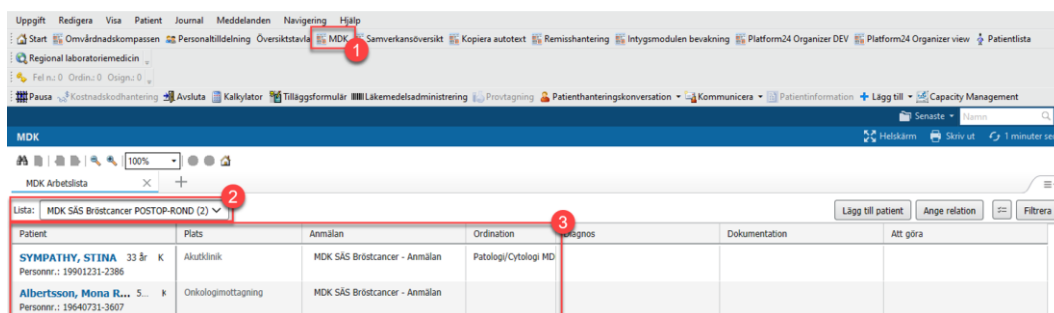 Uppgift Redigera Visa Patient Journal Meddelanden Navigering Hjälp
Start Omvårdnadskompassen Personaltilldelning Översiktstavla MDK Samverkansöversikt Kopiera autotext Remisshantering Intygsmodulen bevakning Platform24 Organizer DEV Platform24 Organizer view Patientlista
1
Regional laboratoriemedicin
Fel n.: 0 Ordin.: 0 Osign.: 0
Pausa Kostnadskodhantering Avsluta Kalkylator Tilläggsformulär Läkemedelsadministrering Provtagning Patienthanteringskonversation Kommunicera Patientinformation Lägg till Capacity Management
Senaste Namn
MDK Helskärm Skriv ut 1 minuter se
100%
MDK Arbetslista
2
Lista: MDK SÄS Bröstcancer POSTOP-ROND (2) Lägg till patient Ange relation Filtrera
3
Patient Plats Anmälan Ordination Diagnos Dokumentation Att göra
SYMPATHY, STINA 33 år K Akutklinik MDK SÄS Bröstcancer - Anmälan Patologi/Cytologi MD
Personnr.: 19901231-2386
Albertsson, Mona R... 5... K Onkologimottagning MDK SÄS Bröstcancer - Anmälan
Personnr.: 19640731-3607